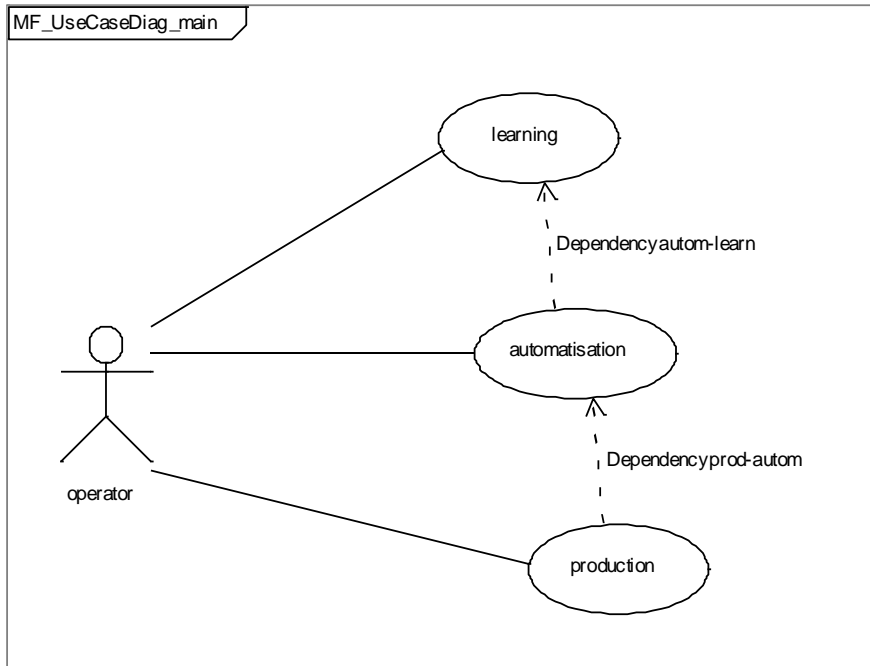 MF_UseCaseDiag_main
learning
Dependencyautom-learn
automatisation
Dependencyprod-autom
operator
production